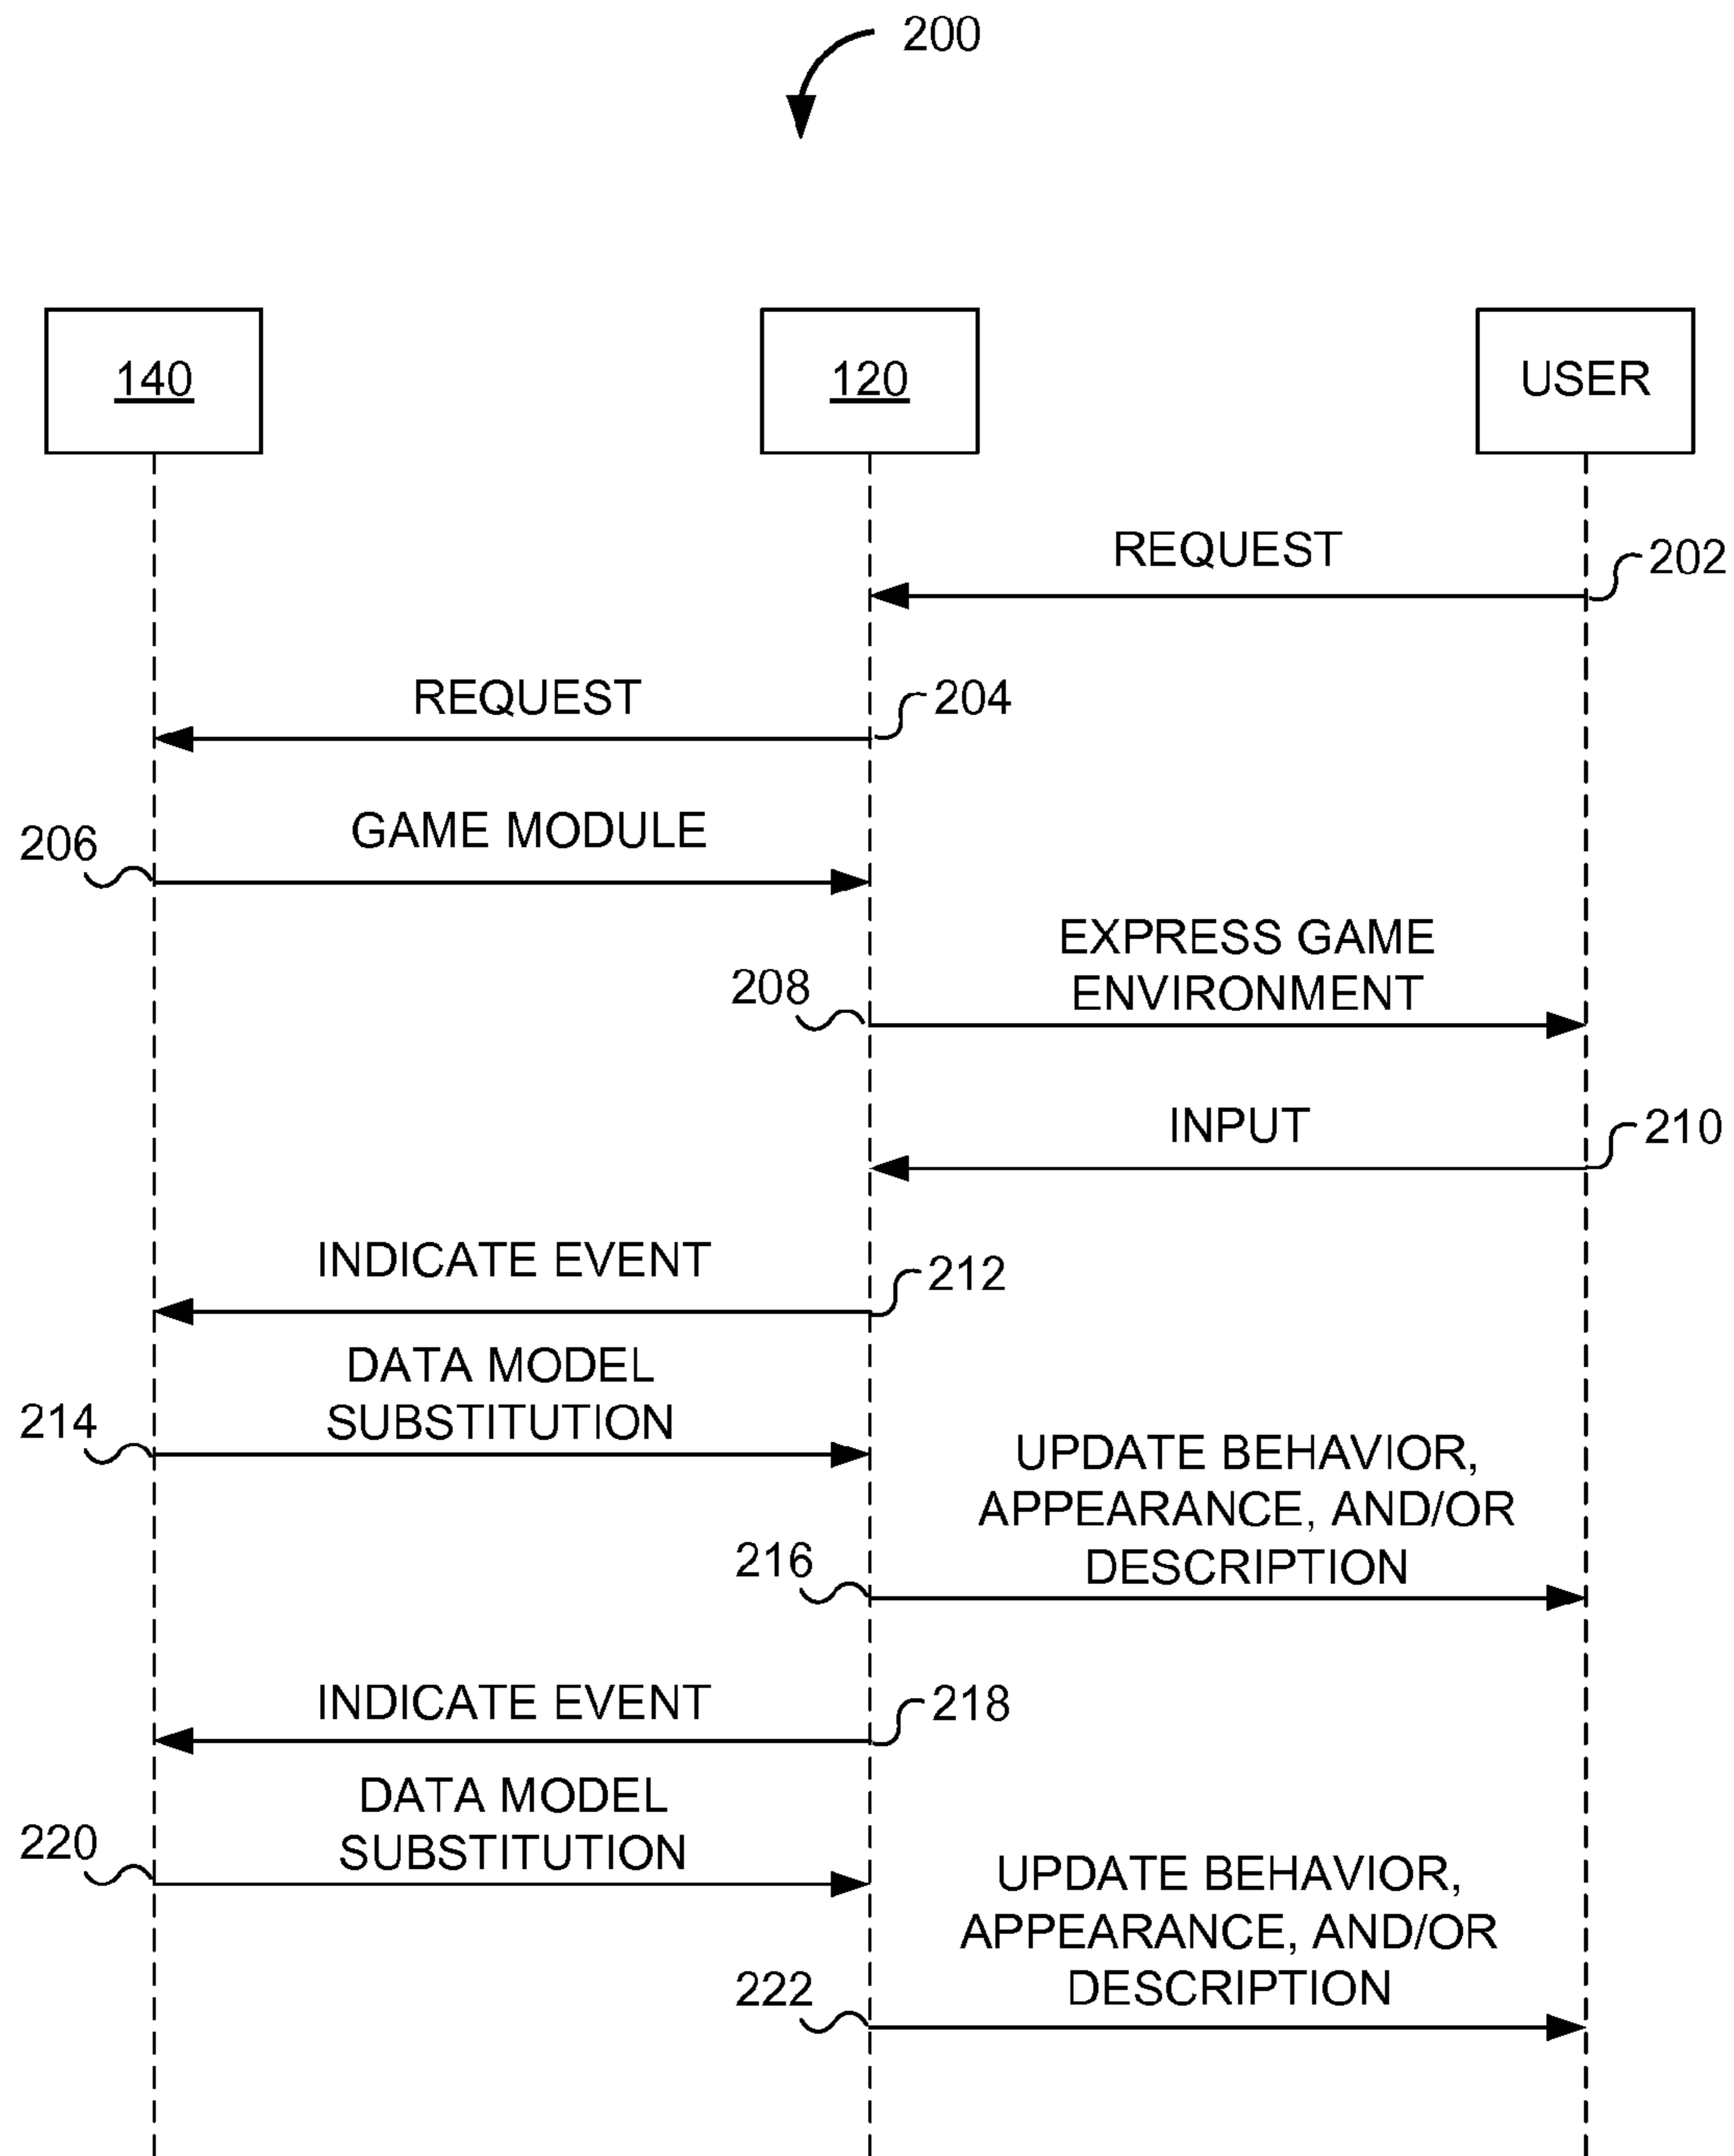 200
140
120
USER
REQUEST
202
REQUEST
204
GAME MODULE
206
EXPRESS GAME
ENVIRONMENT
208
INPUT
210
INDICATE EVENT
212
DATA MODEL
SUBSTITUTION
214
UPDATE BEHAVIOR,
APPEARANCE, AND/OR
DESCRIPTION
216
INDICATE EVENT
218
DATA MODEL
SUBSTITUTION
220
UPDATE BEHAVIOR,
APPEARANCE, AND/OR
DESCRIPTION
222